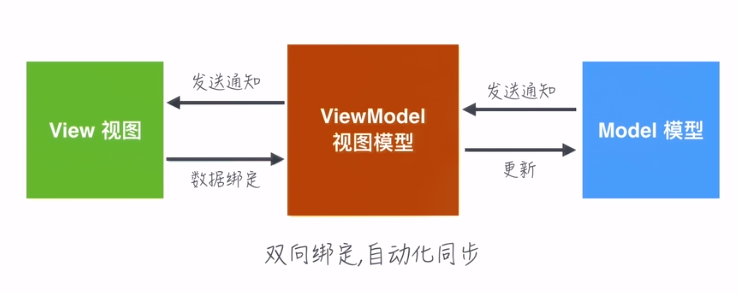 发送通知
发送通知
View 视图
ViewModel
视图模型
Model 模型
数据绑定
更新
双向绑定,自动化同步